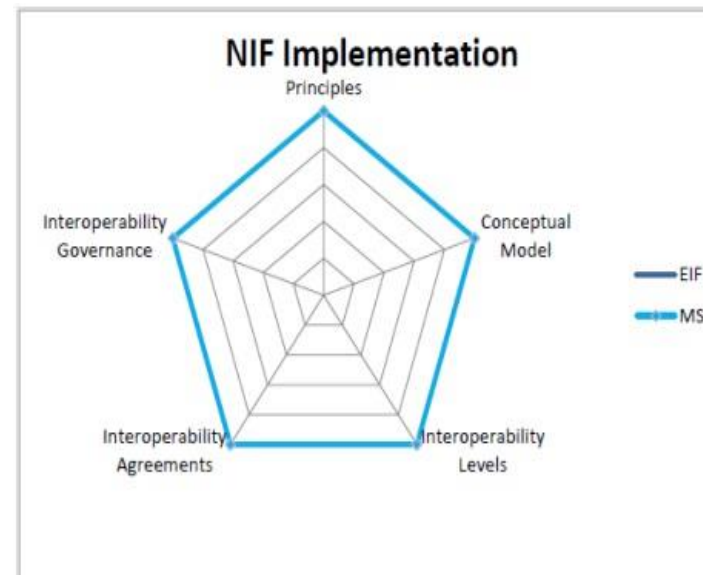 NIF Implementation
Principles
Interoperability
Governance
Conceptual
Model
EIF
MS
Interoperability
Agreements
Interoperability
Levels